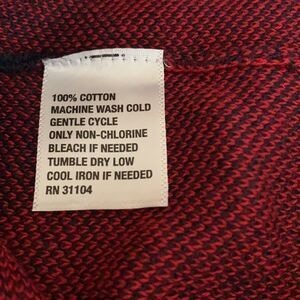 100% COTTON
MACHINE WASH COLD
GENTLE CYCLE
ONLY NON-CHLORINE
BLEACH IF NEEDED
TUMBLE DRY LOW
COOL IRON IF NEEDED
RN 31104